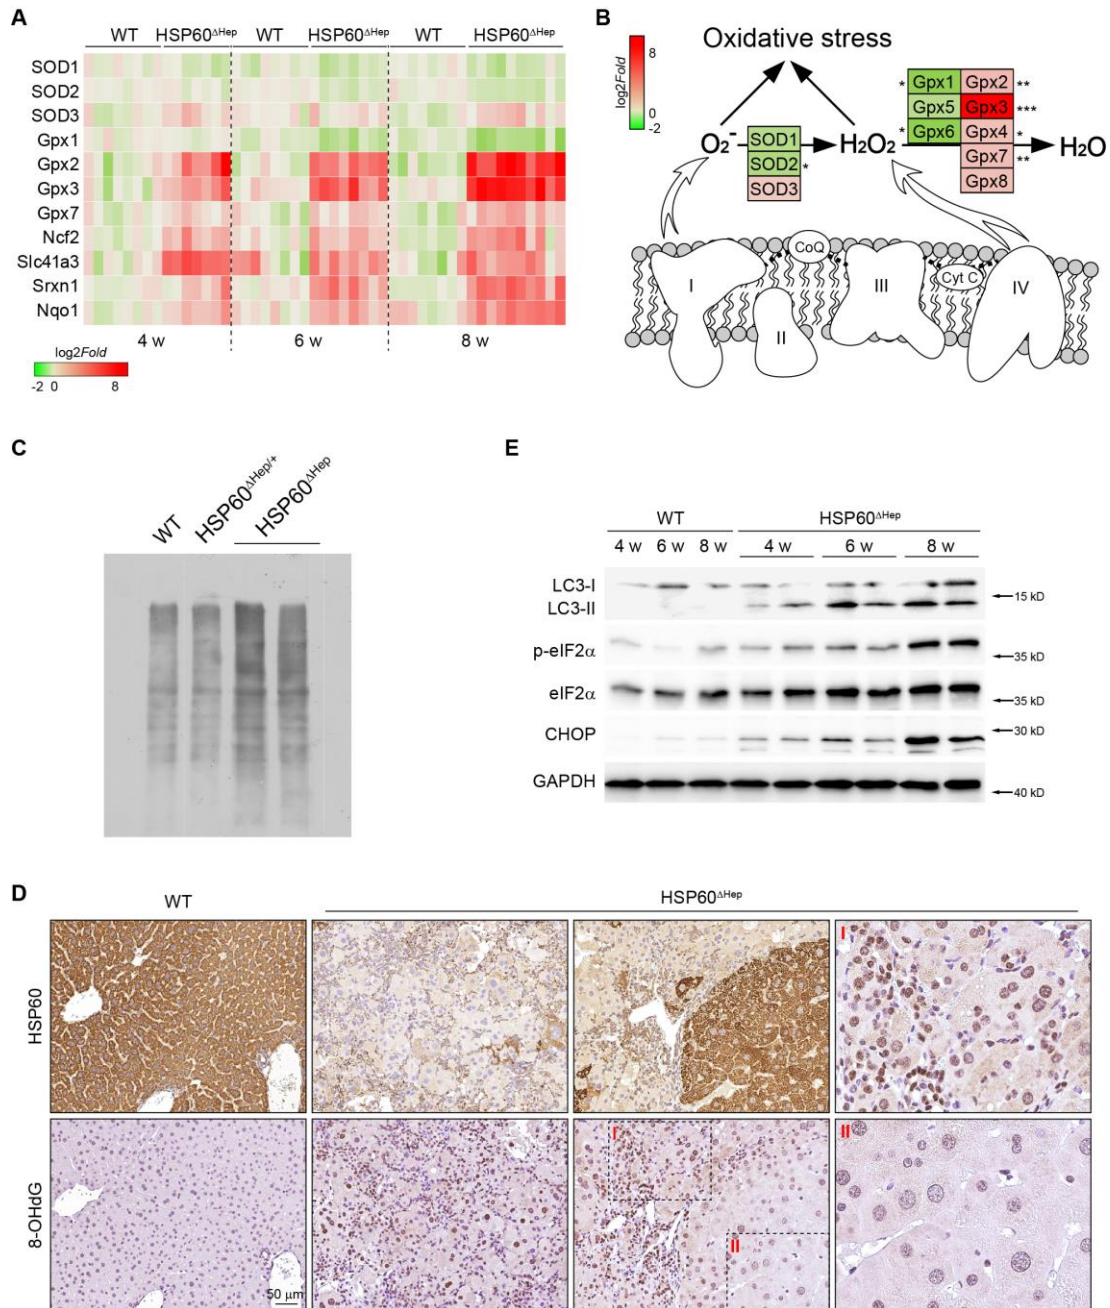 A
WT HSP60ΔHep WT HSP60ΔHep WT HSP60ΔHep
SOD1
SOD2
SOD3
Gpx1
Gpx2
Gpx3
Gpx7
Ncf2
Slc41a3
Srxn1
Nqo1
4 w 6 w 8 w
log2Fold
-2 0 8
B
8
0
-2
log2Fold
Oxidative stress
O2- H2O2 H2O
SOD1
SOD2 *
SOD3
* Gpx1 Gpx2 **
Gpx5 Gpx3 ***
* Gpx6 Gpx4 *
Gpx7 **
Gpx8
I II III IV
CoQ
Cyt C
C
WT HSP60ΔHep/+ HSP60ΔHep
E
WT HSP60ΔHep
4 w 6 w 8 w 4 w 6 w 8 w
LC3-I
LC3-II
15 kD
p-eIF2α
35 kD
eIF2α
35 kD
CHOP
30 kD
GAPDH
40 kD
D
WT HSP60ΔHep
HSP60
I
8-OHdG
50 µm
I
II
II